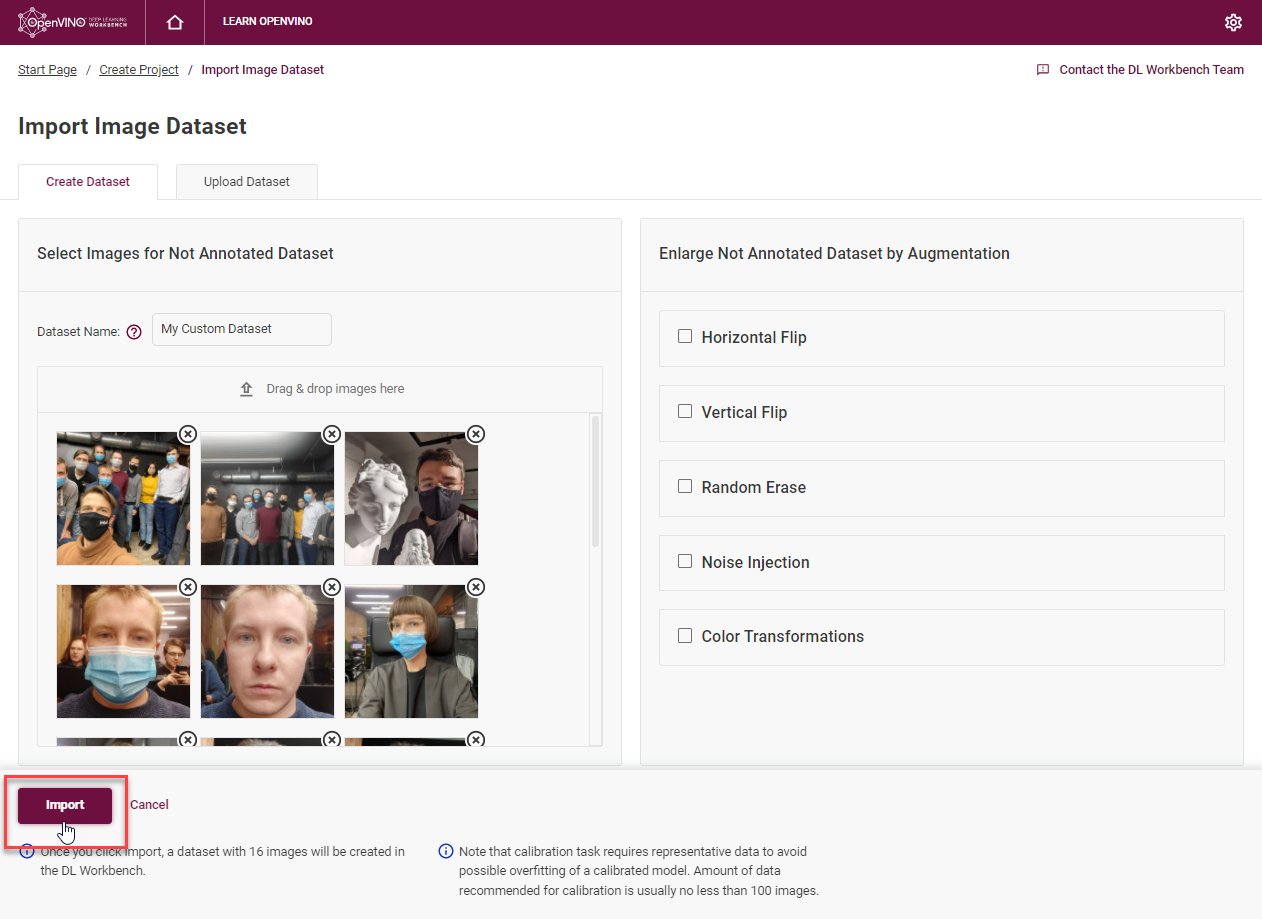 OpenVINO DEEP LEARNING WORKBENCH
LEARN OPENVINO
Start Page / Create Project / Import Image Dataset
Contact the DL Workbench Team
Import Image Dataset
Create Dataset
Upload Dataset
Select Images for Not Annotated Dataset
Dataset Name: ? My Custom Dataset
Drag & drop images here
Enlarge Not Annotated Dataset by Augmentation
Horizontal Flip
Vertical Flip
Random Erase
Noise Injection
Color Transformations
Import
Cancel
Once you click import, a dataset with 16 images will be created in
the DL Workbench.
Note that calibration task requires representative data to avoid
possible overfitting of a calibrated model. Amount of data
recommended for calibration is usually no less than 100 images.